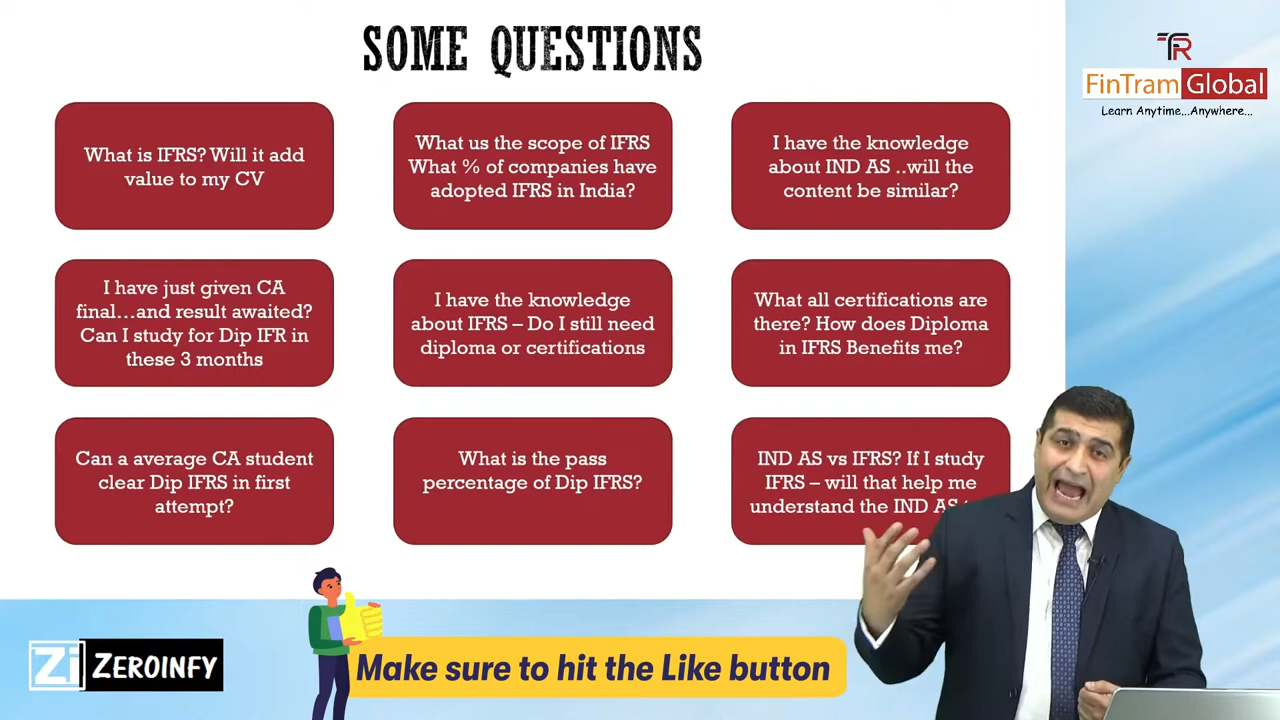 SOME QUESTIONS
TR
FinTram Global
Learn Anytime...Anywhere...
What is IFRS? Will it add
value to my CV
What us the scope of IFRS
What % of companies have
adopted IFRS in India?
I have the knowledge
about IND AS ..will the
content be similar?
I have just given CA
final...and result awaited?
Can I study for Dip IFR in
these 3 months
I have the knowledge
about IFRS – Do I still need
diploma or certifications
What all certifications are
there? How does Diploma
in IFRS Benefits me?
Can a average CA student
clear Dip IFRS in first
attempt?
What is the pass
percentage of Dip IFRS?
IND AS vs IFRS? If I study
IFRS – will that help me
understand the IND AS
Zi ZEROINFY
Make sure to hit the Like button